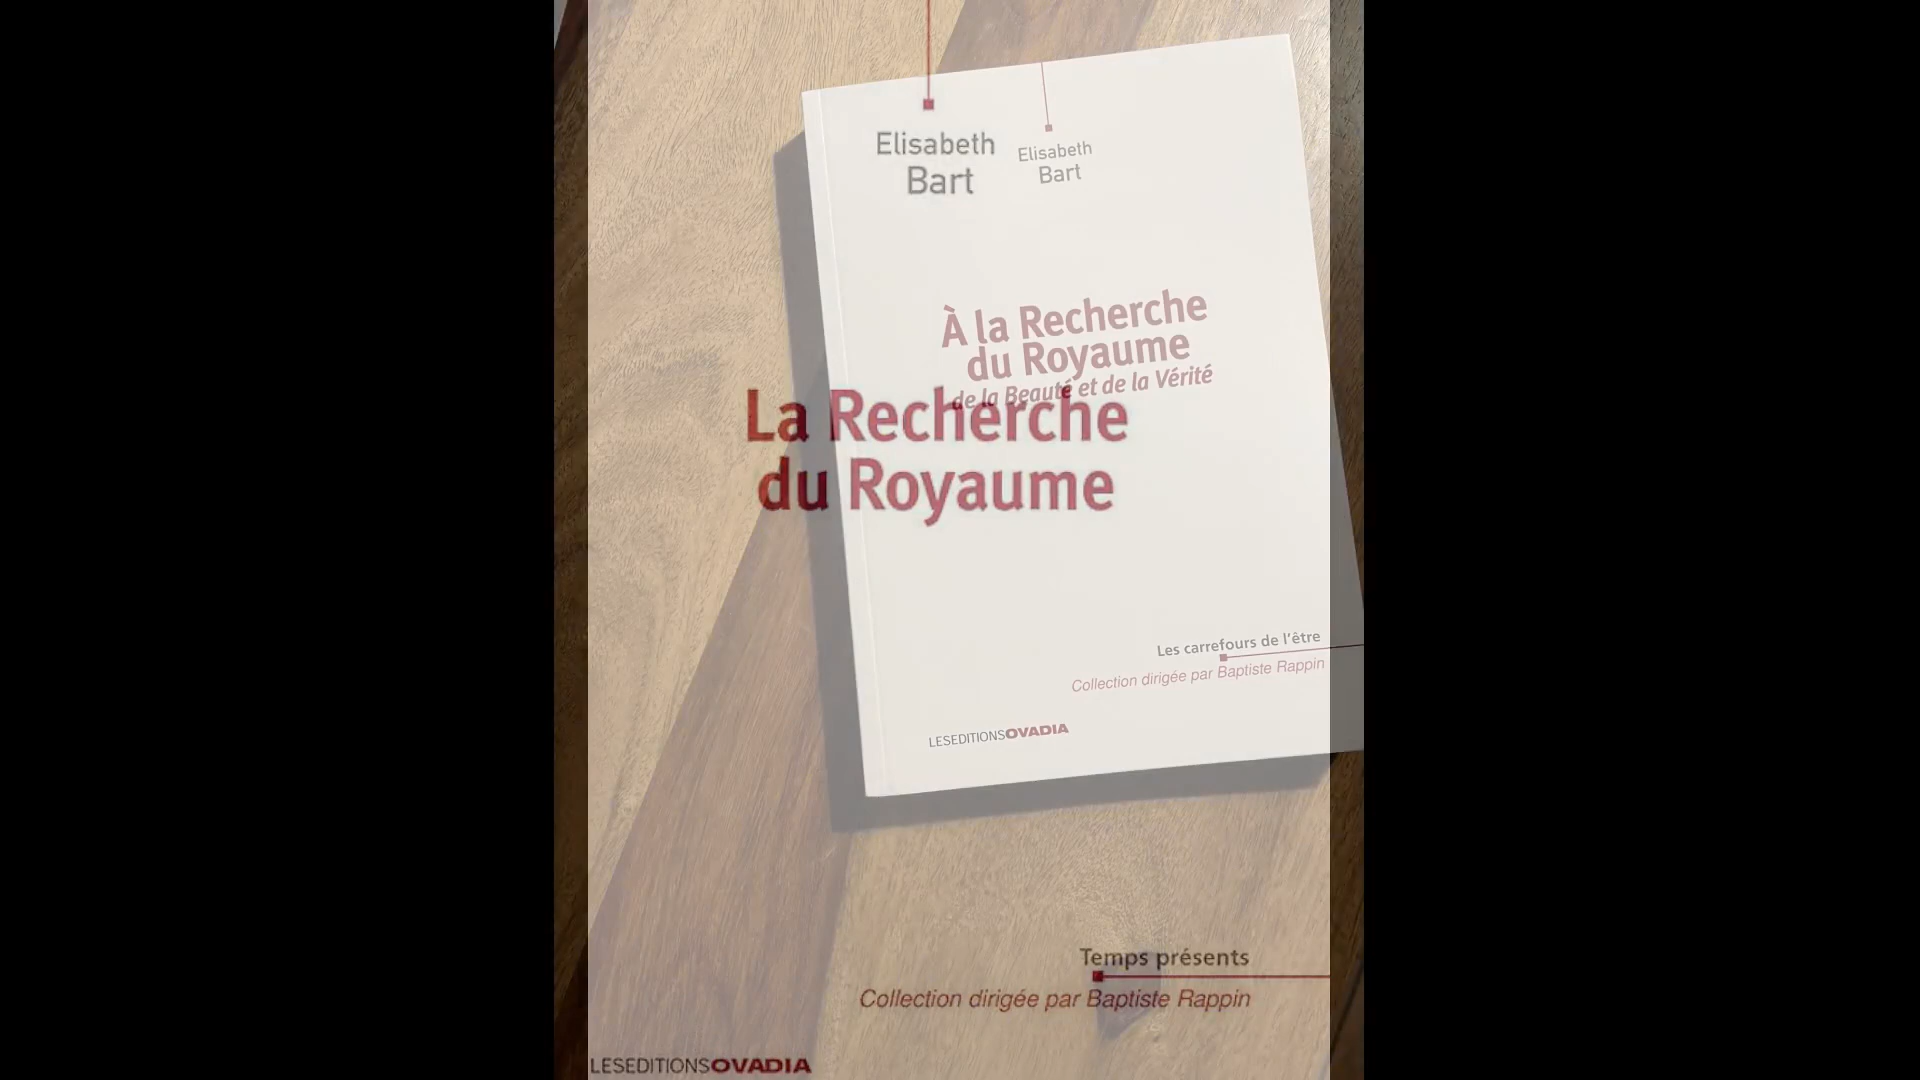 Elisabeth
Bart
Elisabeth
Bart
À la Recherche
du Royaume
de la Beauté et de la Vérité
La Recherche
du Royaume
Les carrefours de l'être
Collection dirigée par Baptiste Rappin
LESEDITIONSOVADIA
Temps présents
Collection dirigée par Baptiste Rappin
LESEDITIONSOVADIA